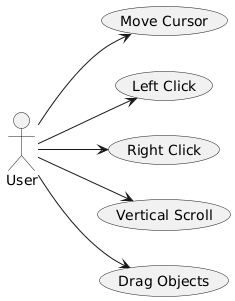 Move Cursor
Left Click
Right Click
User
Vertical Scroll
Drag Objects